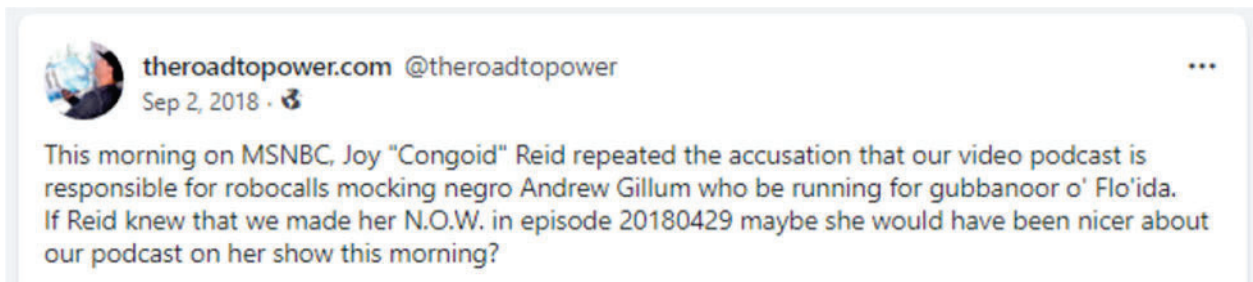 theroadtopower.com @theroadtopower
Sep 2, 2018 ·
This morning on MSNBC, Joy "Congoid" Reid repeated the accusation that our video podcast is
responsible for robocalls mocking negro Andrew Gillum who be running for gubbanoor o' Flo'ida.
If Reid knew that we made her N.O.W. in episode 20180429 maybe she would have been nicer about
our podcast on her show this morning?